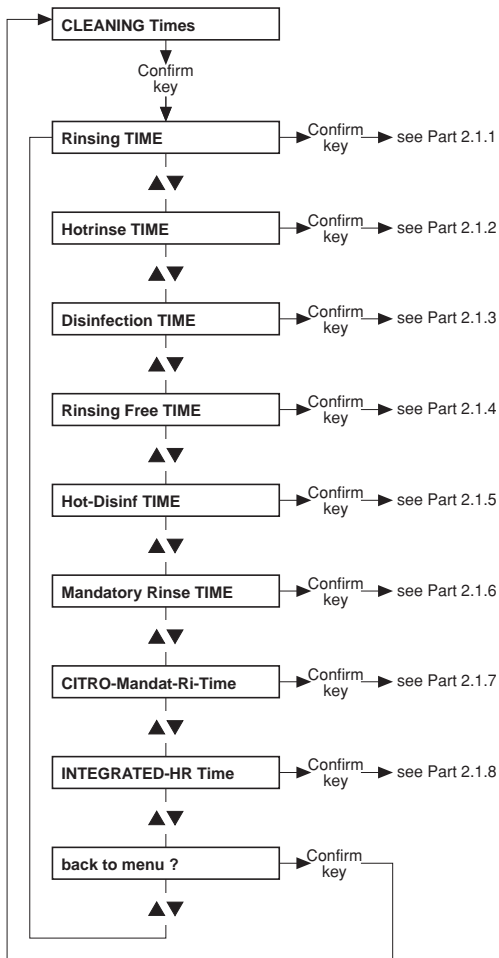 CLEANING Times
Confirm
key
Rinsing TIME
Confirm
key
see Part 2.1.1
▲▼
Hotrinse TIME
Confirm
key
see Part 2.1.2
▲▼
Disinfection TIME
Confirm
key
see Part 2.1.3
▲▼
Rinsing Free TIME
Confirm
key
see Part 2.1.4
▲▼
Hot-Disinf TIME
Confirm
key
see Part 2.1.5
▲▼
Mandatory Rinse TIME
Confirm
key
see Part 2.1.6
▲▼
CITRO-Mandat-Ri-Time
Confirm
key
see Part 2.1.7
▲▼
INTEGRATED-HR Time
Confirm
key
see Part 2.1.8
▲▼
back to menu ?
Confirm
key
▲▼